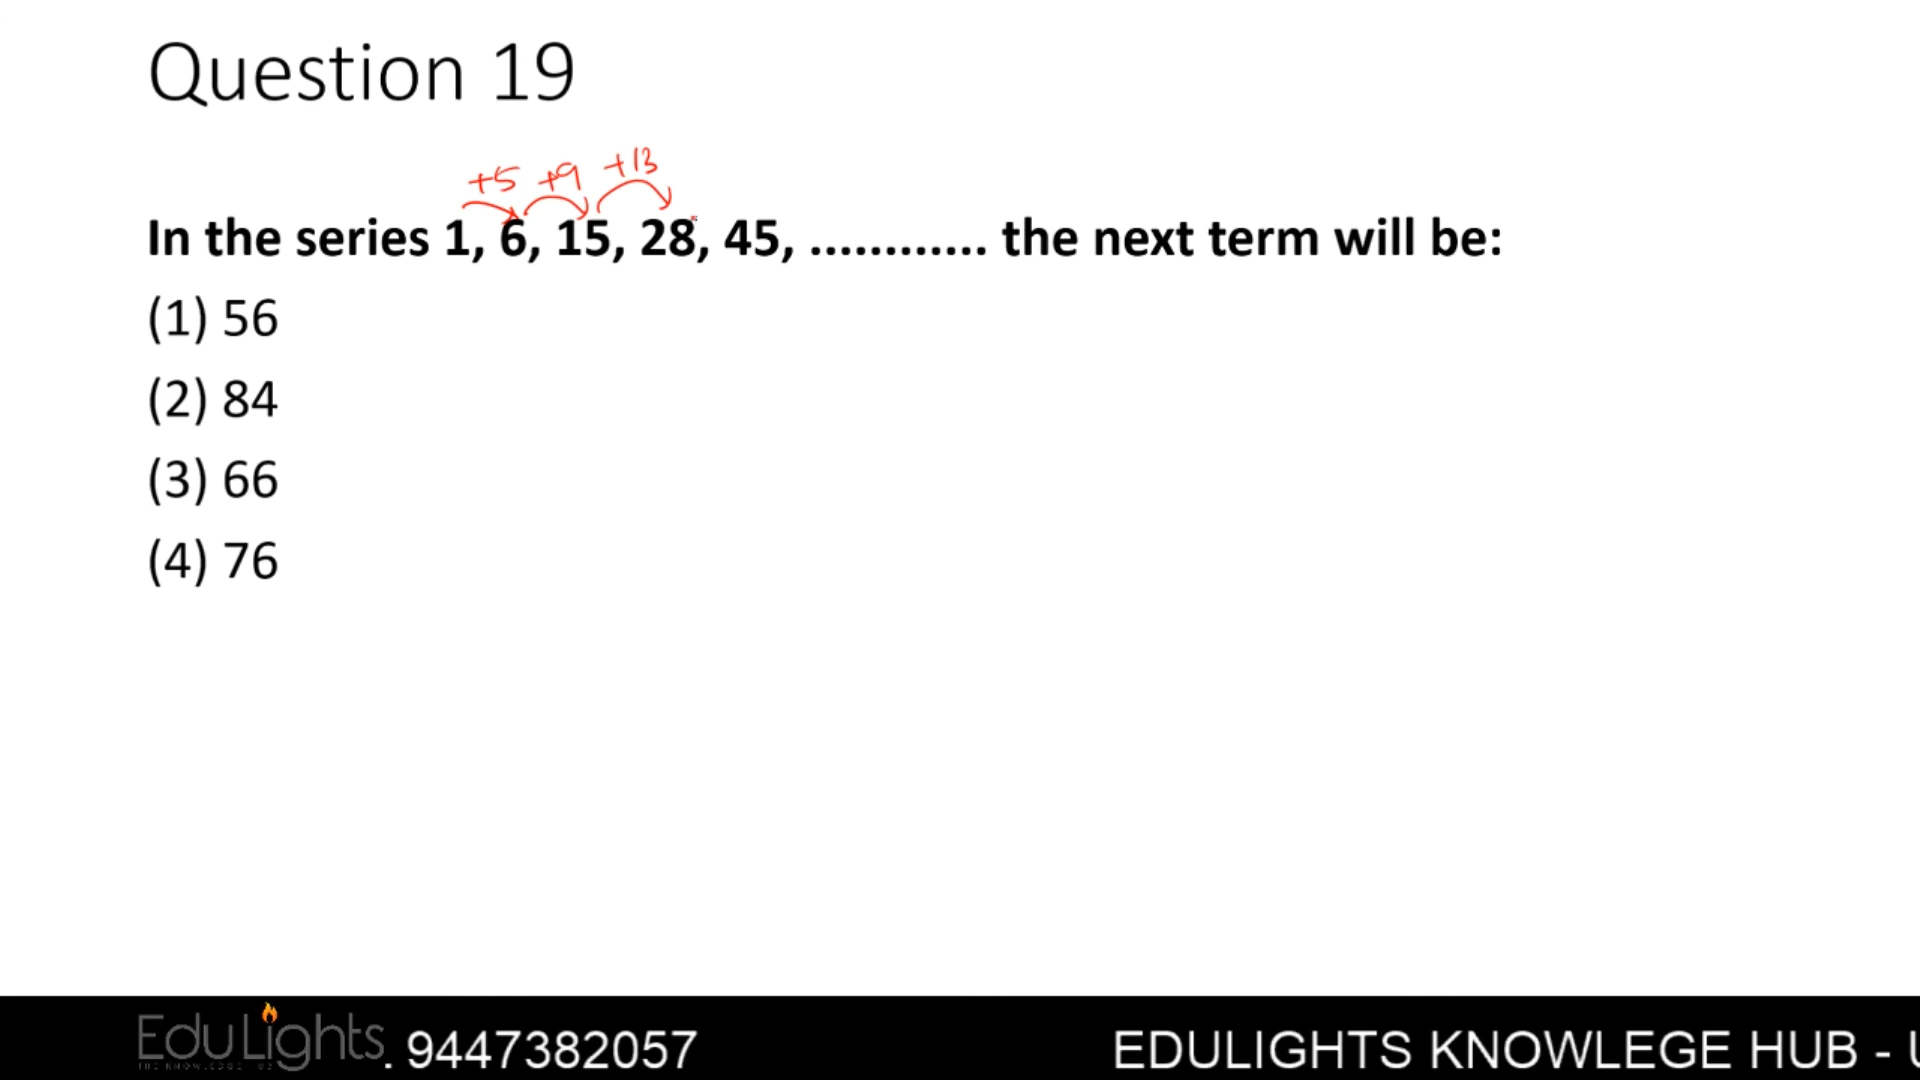 Question 19
+5 +9 +13
In the series 1, 6, 15, 28, 45, ............ the next term will be:
(1) 56
(2) 84
(3) 66
(4) 76
EduLights. 9447382057 EDULIGHTS KNOWLEGE HUB - U